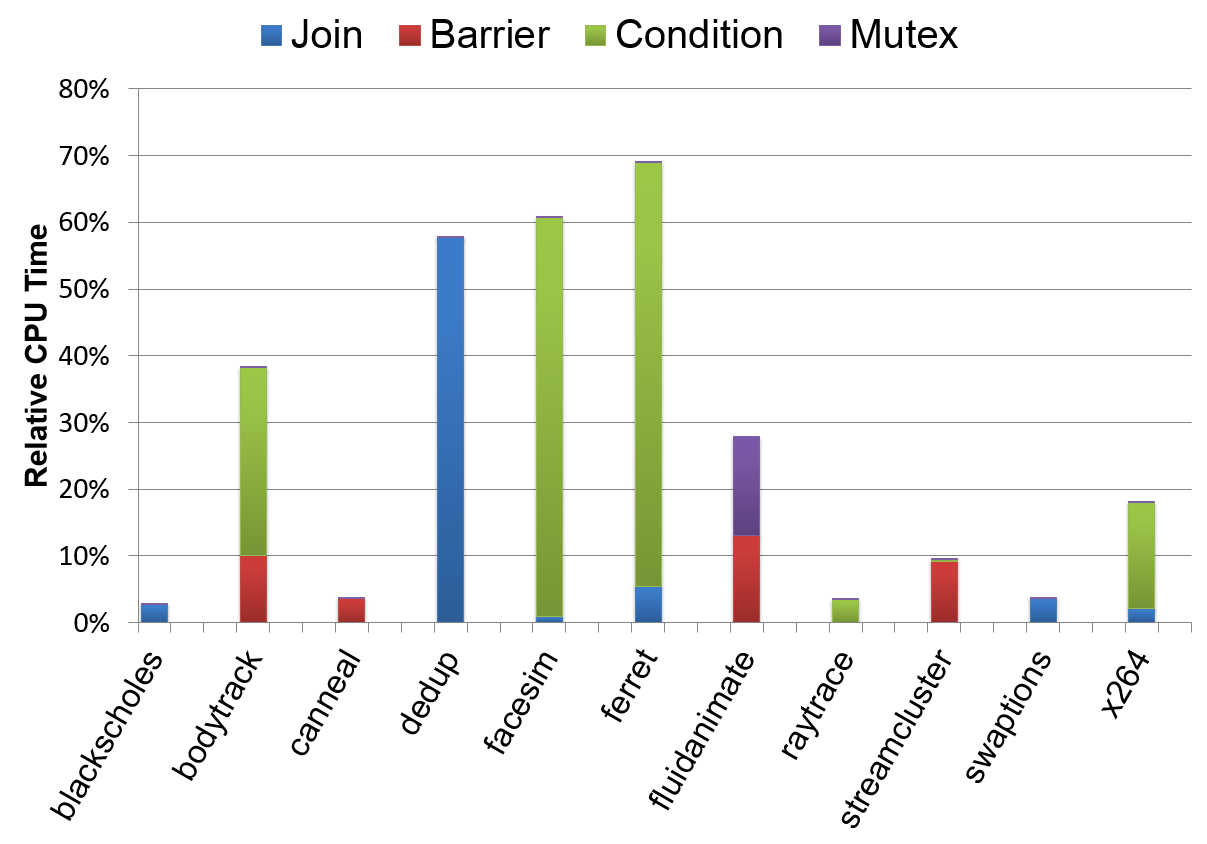 Join Barrier Condition Mutex
80%
70%
60%
50%
40%
30%
20%
10%
0%
Relative CPU Time
blackscholes
bodytrack
canneal
dedup
facesim
ferret
fluidanimate
raytrace
streamcluster
swaptions
x264